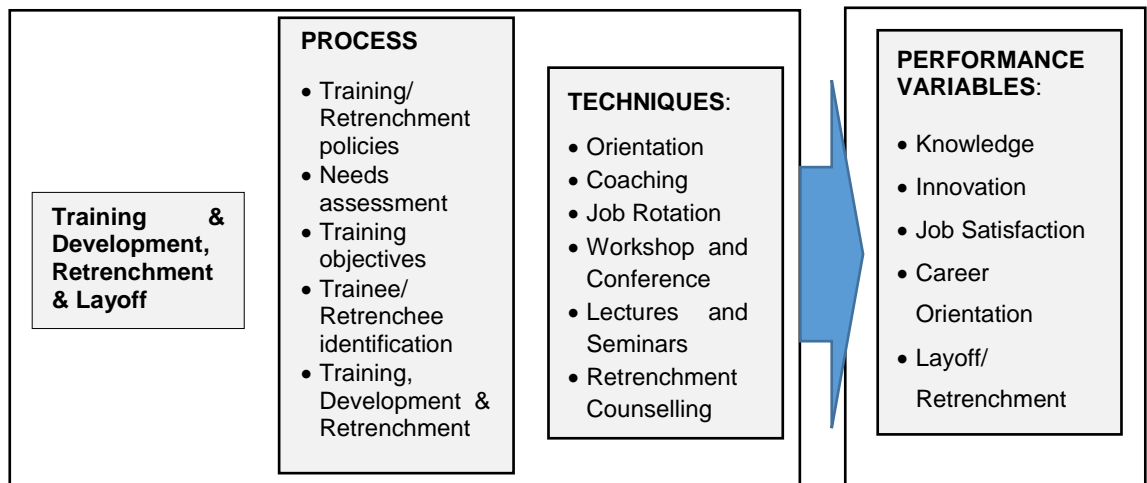 Training &
Development,
Retrenchment
& Layoff
PROCESS
• Training/
Retrenchment
policies
• Needs
assessment
• Training
objectives
• Trainee/
Retrenchee
identification
• Training,
Development &
Retrenchment
TECHNIQUES:
• Orientation
• Coaching
• Job Rotation
• Workshop and
Conference
• Lectures and
Seminars
• Retrenchment
Counselling
PERFORMANCE
VARIABLES:
• Knowledge
• Innovation
• Job Satisfaction
• Career
Orientation
• Layoff/
Retrenchment